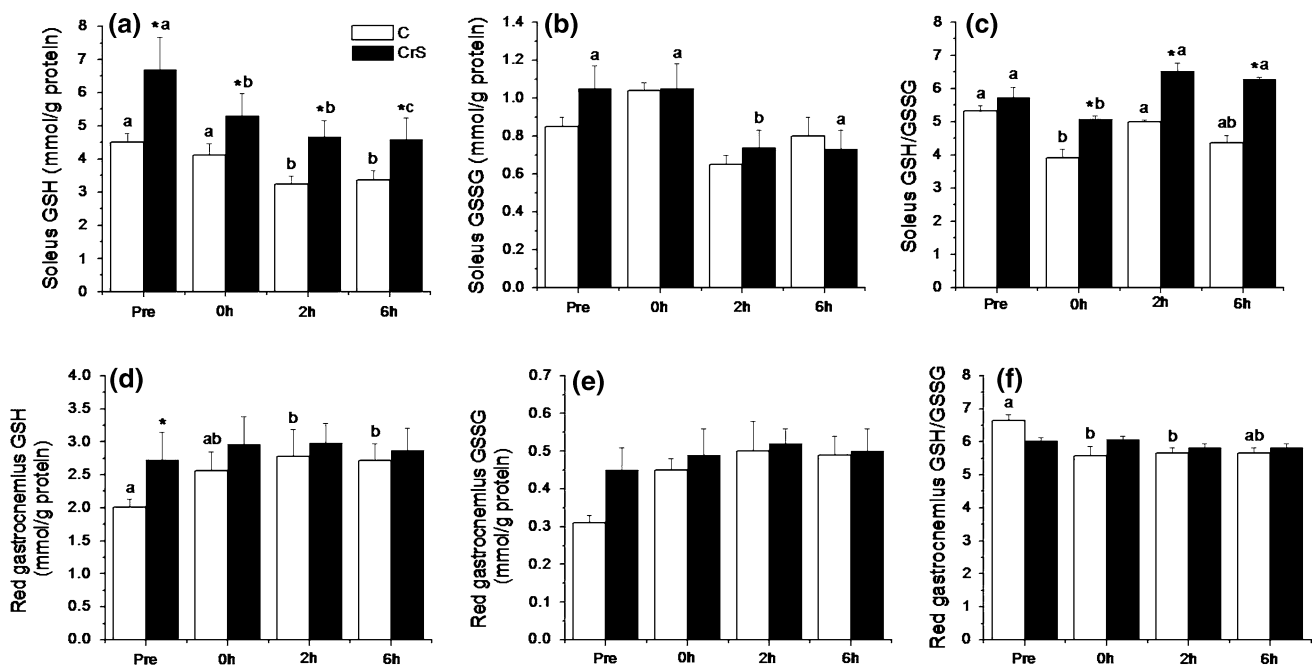 (a)
C
CrS
Soleus GSH (mmol/g protein)
8
7
6
5
4
3
2
1
0
a
*a
a
*b
b
*b
b
*c
Pre
0h
2h
6h
(b)
Soleus GSSG (mmol/g protein)
1.4
1.2
1.0
0.8
0.6
0.4
0.2
0.0
a
a
b
a
Pre
0h
2h
6h
(c)
Soleus GSH/GSSG
8
7
6
5
4
3
2
1
0
a
a
b
*b
*a
ab
*a
Pre
0h
2h
6h
(d)
Red gastrocnemius GSH
(mmol/g protein)
4.0
3.5
3.0
2.5
2.0
1.5
1.0
0.5
0.0
a
*
ab
b
b
Pre
0h
2h
6h
(e)
Red gastrocnemius GSSG
(mmol/g protein)
0.7
0.6
0.5
0.4
0.3
0.2
0.1
0.0
Pre
0h
2h
6h
(f)
Red gastrocnemius GSH/GSSG
8
7
6
5
4
3
2
1
0
a
b
b
ab
Pre
0h
2h
6h